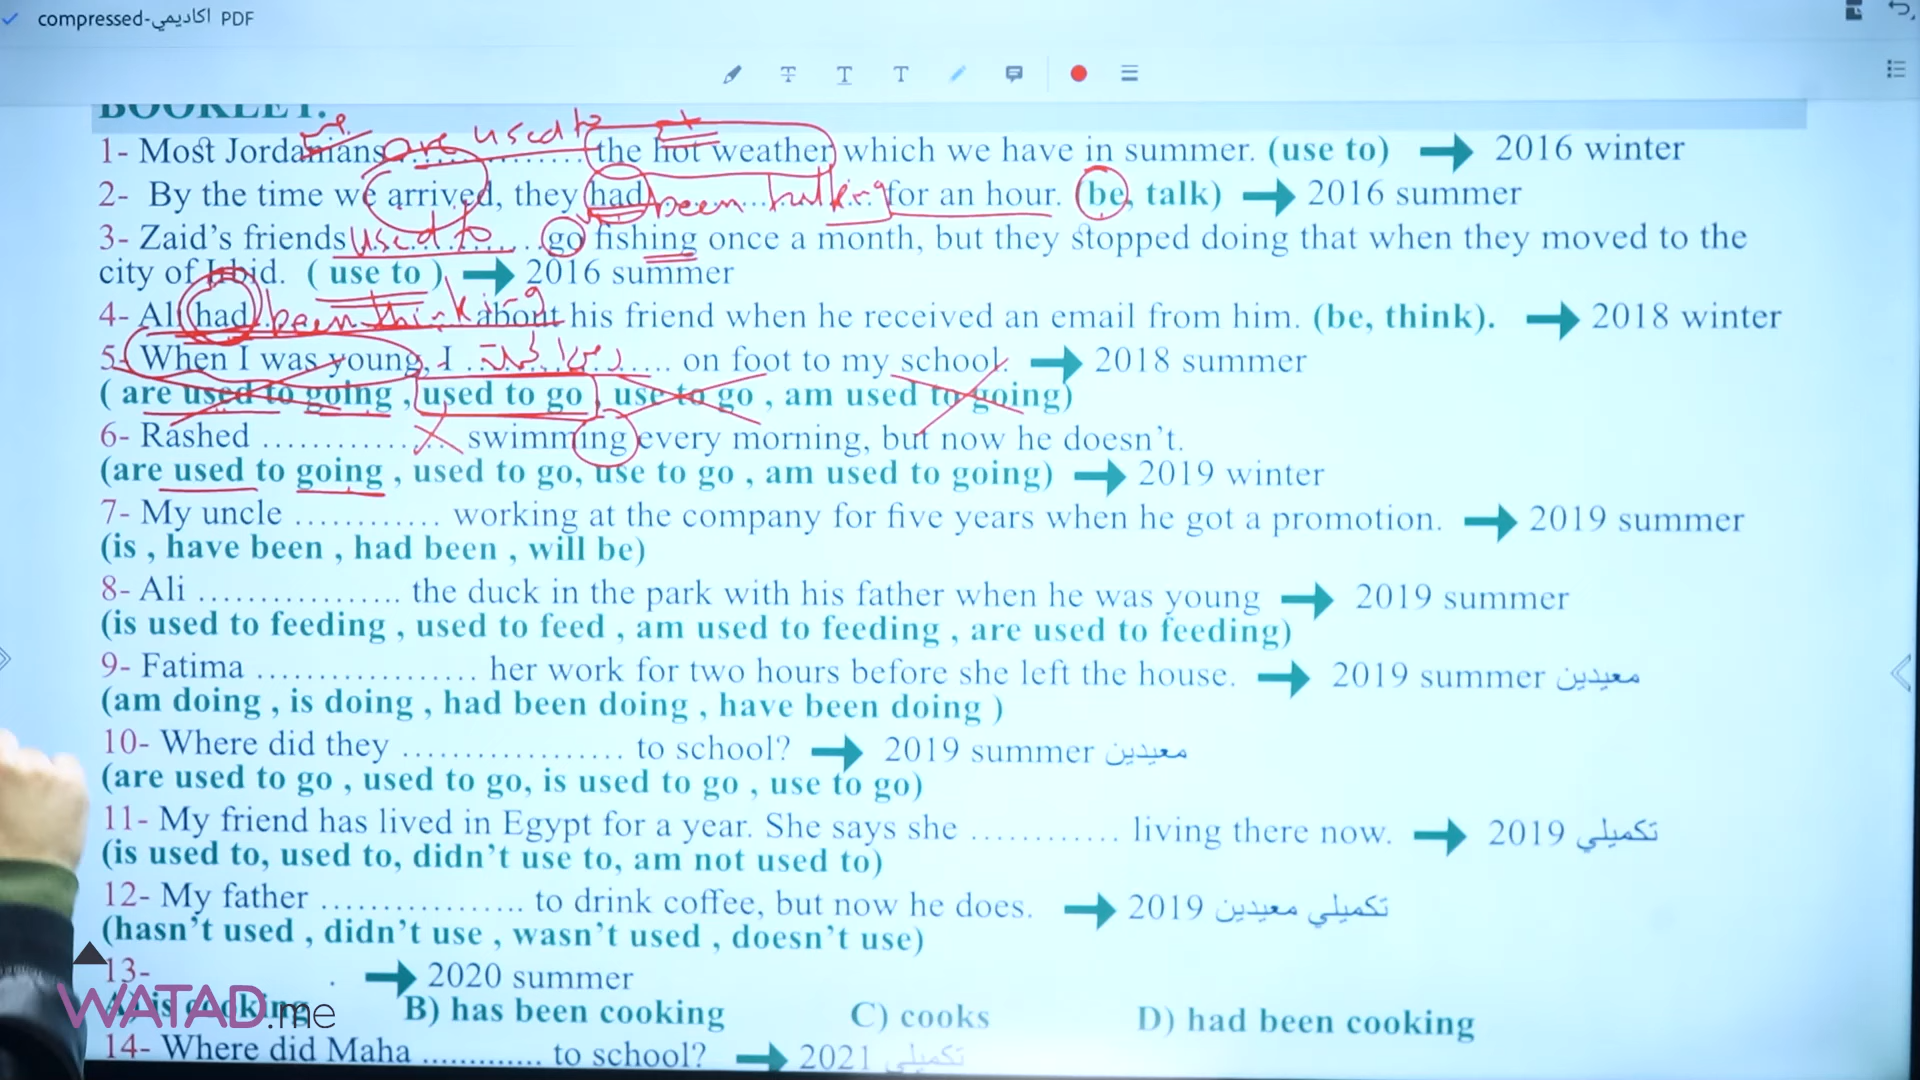 compressed-اكاديمي PDF
BOOKLET:
are used to
1- Most Jordanians ............ the hot weather which we have in summer. (use to) 2016 winter
2- By the time we arrived, they had been talking for an hour. (be, talk) 2016 summer
3- Zaid's friends used to go fishing once a month, but they stopped doing that when they moved to the
city of Irbid. ( use to ) 2016 summer
4- Ali had been thinking about his friend when he received an email from him. (be, think). 2018 winter
5- When I was young, I ............ on foot to my school. 2018 summer
( are used to going , used to go , use to go , am used to going)
6- Rashed ................. swimming every morning, but now he doesn't.
(are used to going , used to go, use to go , am used to going) 2019 winter
7- My uncle ............ working at the company for five years when he got a promotion. 2019 summer
(is , have been , had been , will be)
8- Ali ................. the duck in the park with his father when he was young 2019 summer
(is used to feeding , used to feed , am used to feeding , are used to feeding)
9- Fatima .................. her work for two hours before she left the house. 2019 summer معيدين
(am doing , is doing , had been doing , have been doing )
10- Where did they ................... to school? 2019 summer معيدين
(are used to go , used to go, is used to go , use to go)
11- My friend has lived in Egypt for a year. She says she ............ living there now. 2019 تكميلي
(is used to, used to, didn't use to, am not used to)
12- My father ................. to drink coffee, but now he does. 2019 تكميلي معيدين
(hasn't used , didn't use , wasn't used , doesn't use)
13- . 2020 summer
A) is cooking B) has been cooking C) cooks D) had been cooking
WATAD.me
14- Where did Maha ............. to school? 2021 تكميلي